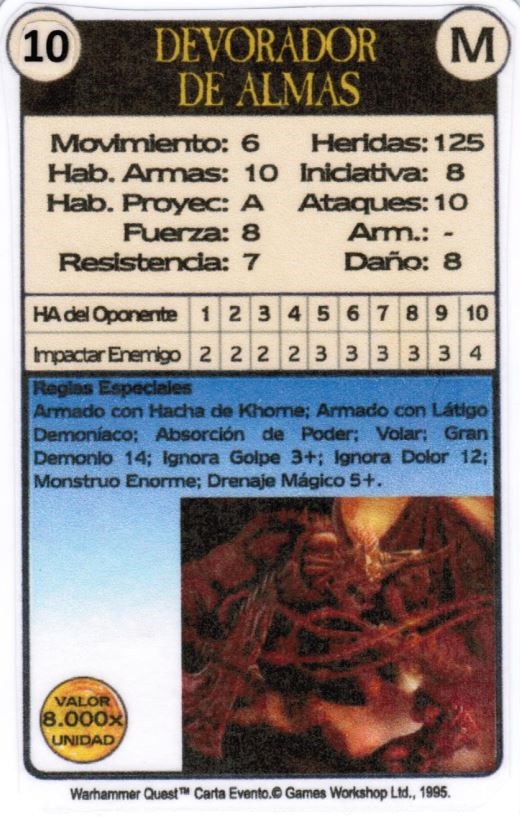 10
DEVORADOR
DE ALMAS
M
Movimiento: 6 Heridas: 125
Hab. Armas: 10 Iniciativa: 8
Hab. Proyec: A Ataques: 10
Fuerza: 8 Arm.: -
Resistencia: 7 Daño: 8
HA del Oponente 1 2 3 4 5 6 7 8 9 10
Impactar Enemigo 2 2 2 2 3 3 3 3 3 4
Reglas Especiales
Armado con Hacha de Khorne; Armado con Látigo
Demoníaco; Absorción de Poder; Volar; Gran
Demonio 14; Ignora Golpe 3+; Ignora Dolor 12;
Monstruo Enorme; Drenaje Mágico 5+.
VALOR
8.000x
UNIDAD
Warhammer Quest™ Carta Evento.© Games Workshop Ltd., 1995.